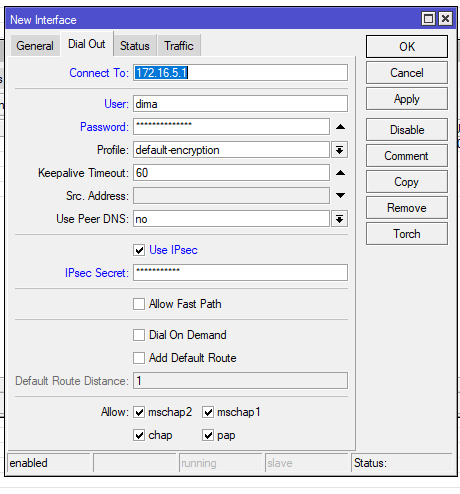 New Interface
General Dial Out Status Traffic
OK
Connect To: 172.16.5.1
Cancel
User: dima
Apply
Password: **************
Disable
Profile: default-encryption
Comment
Keepalive Timeout: 60
Copy
Src. Address:
Remove
Use Peer DNS: no
Torch
Use IPsec
IPsec Secret: ***********
Allow Fast Path
Dial On Demand
Add Default Route
Default Route Distance: 1
Allow: mschap2 mschap1
chap pap
enabled running slave Status: